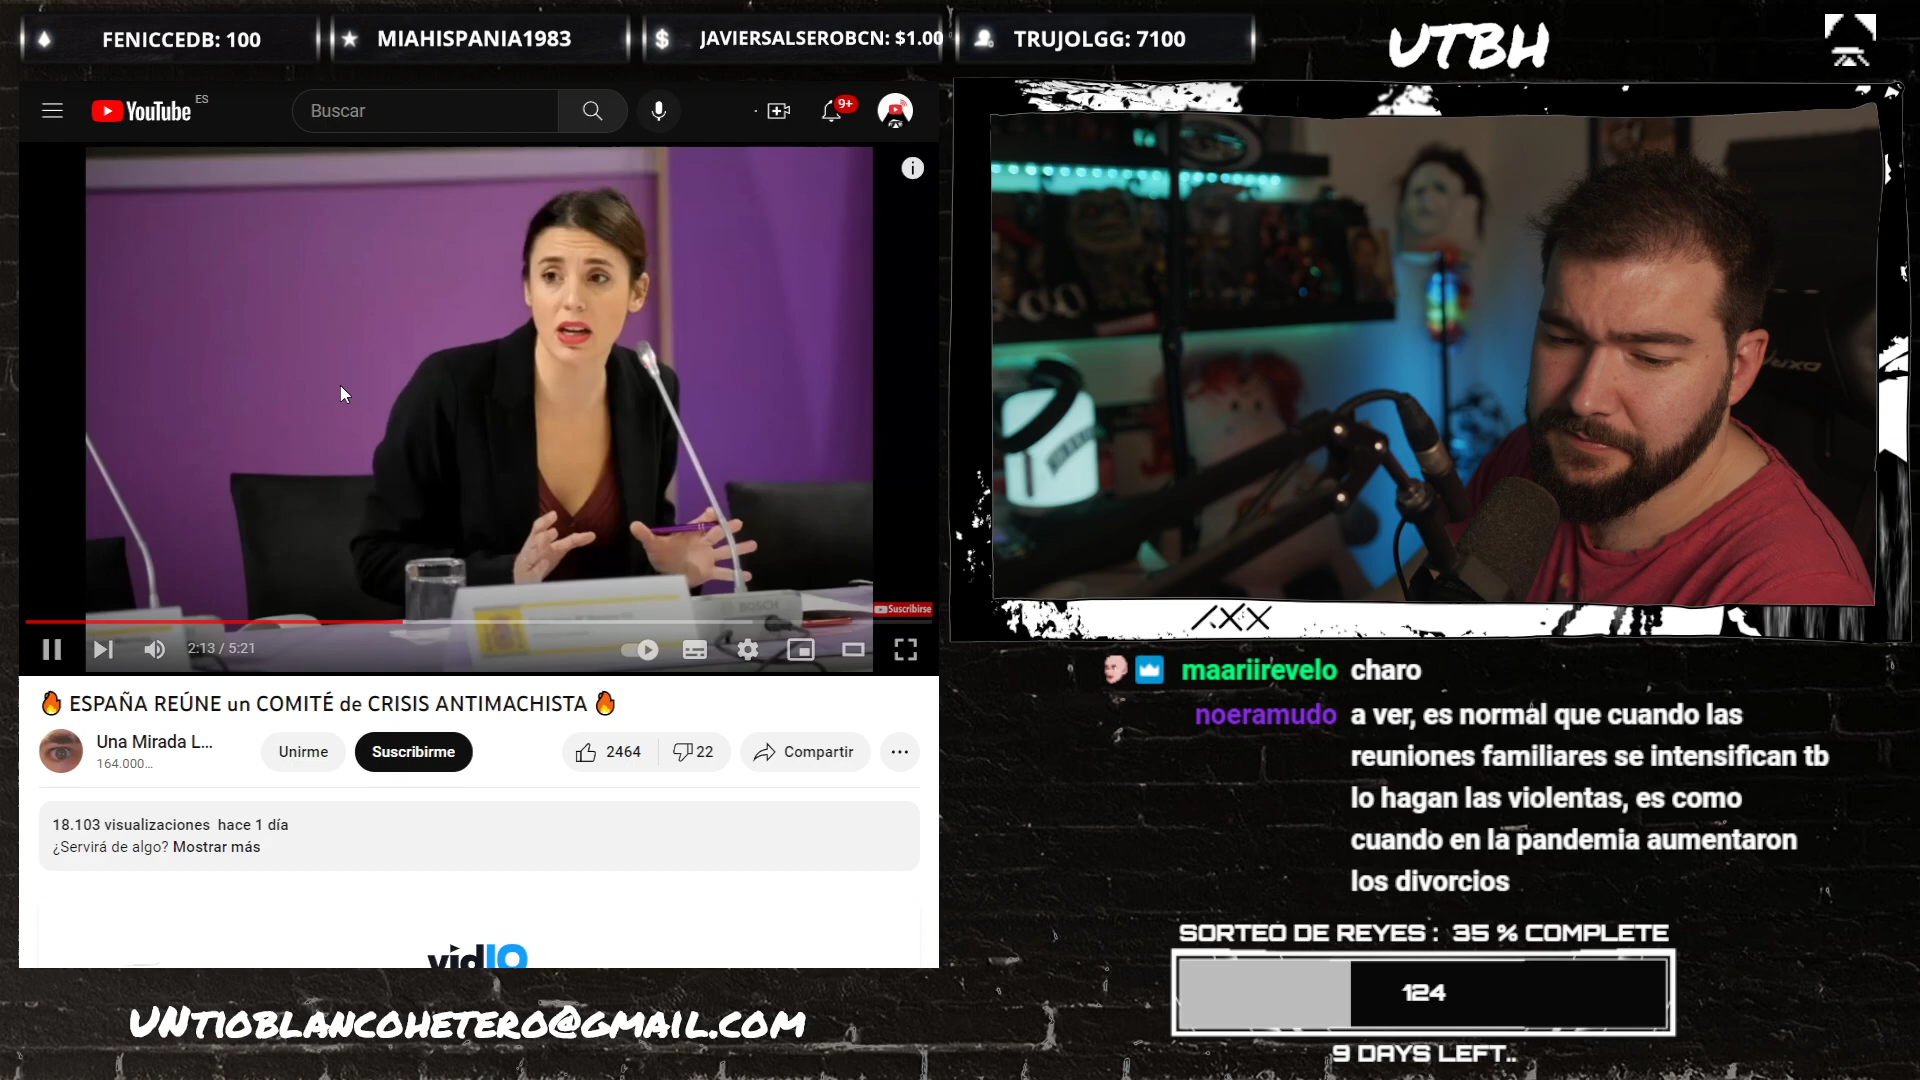 FENICCEDB: 100
MIAHISPANIA1983
$
JAVIERSALSEROBCN: $1.00
TRUJOLGG: 7100
UTBH
YouTube
ES
Buscar
9+
i
BOSCH
Suscribirse
2:13 / 5:21
🔥 ESPAÑA REÚNE un COMITÉ de CRISIS ANTIMACHISTA 🔥
Una Mirada L...
164.000...
Unirme
Suscribirme
2464
22
Compartir
18.103 visualizaciones hace 1 día
¿Servirá de algo? Mostrar más
vidIQ
UNTIOBLANCOHETERO@GMAIL.COM
maariirevelo charo
noeramudo a ver, es normal que cuando las
reuniones familiares se intensifican tb
lo hagan las violentas, es como
cuando en la pandemia aumentaron
los divorcios
SORTEO DE REYES : 35 % COMPLETE
124
9 DAYS LEFT..